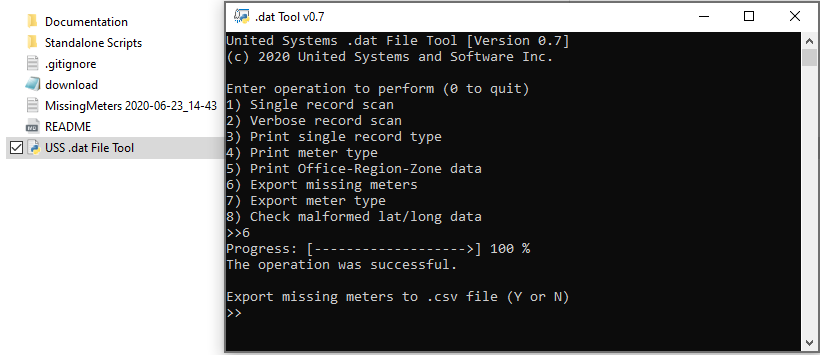 Documentation
Standalone Scripts
.gitignore
download
MissingMeters 2020-06-23_14-43
README
USS .dat File Tool
.dat Tool v0.7
United Systems .dat File Tool [Version 0.7]
(c) 2020 United Systems and Software Inc.
Enter operation to perform (0 to quit)
1) Single record scan
2) Verbose record scan
3) Print single record type
4) Print meter type
5) Print Office-Region-Zone data
6) Export missing meters
7) Export meter type
8) Check malformed lat/long data
>>6
Progress: [------------------->] 100 %
The operation was successful.
Export missing meters to .csv file (Y or N)
>>